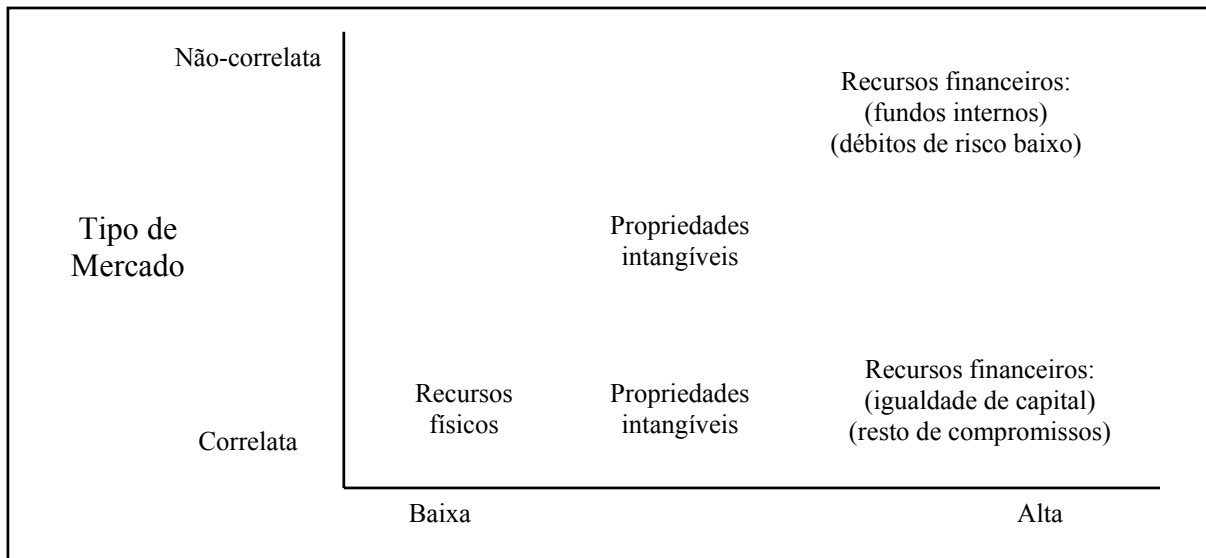 Não-correlata
Recursos financeiros:
(fundos internos)
(débitos de risco baixo)
Tipo de
Mercado
Propriedades
intangíveis
Recursos
físicos
Propriedades
intangíveis
Recursos financeiros:
(igualdade de capital)
(resto de compromissos)
Correlata
Baixa
Alta